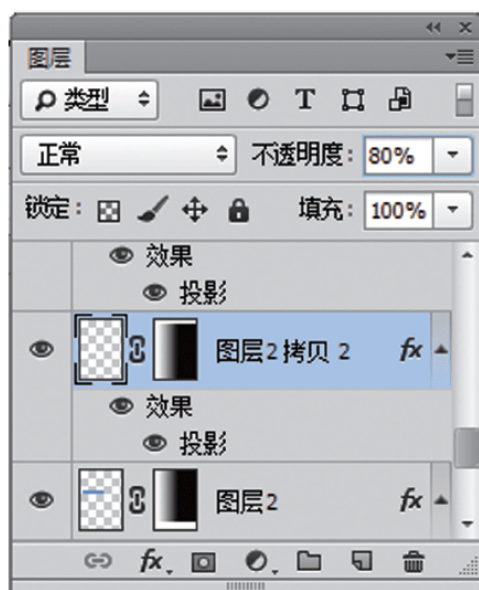 图层
类型 T
正常 不透明度: 80%
锁定: 填充: 100%
效果
投影
图层2拷贝 2 fx
效果
投影
图层2 fx
fx.